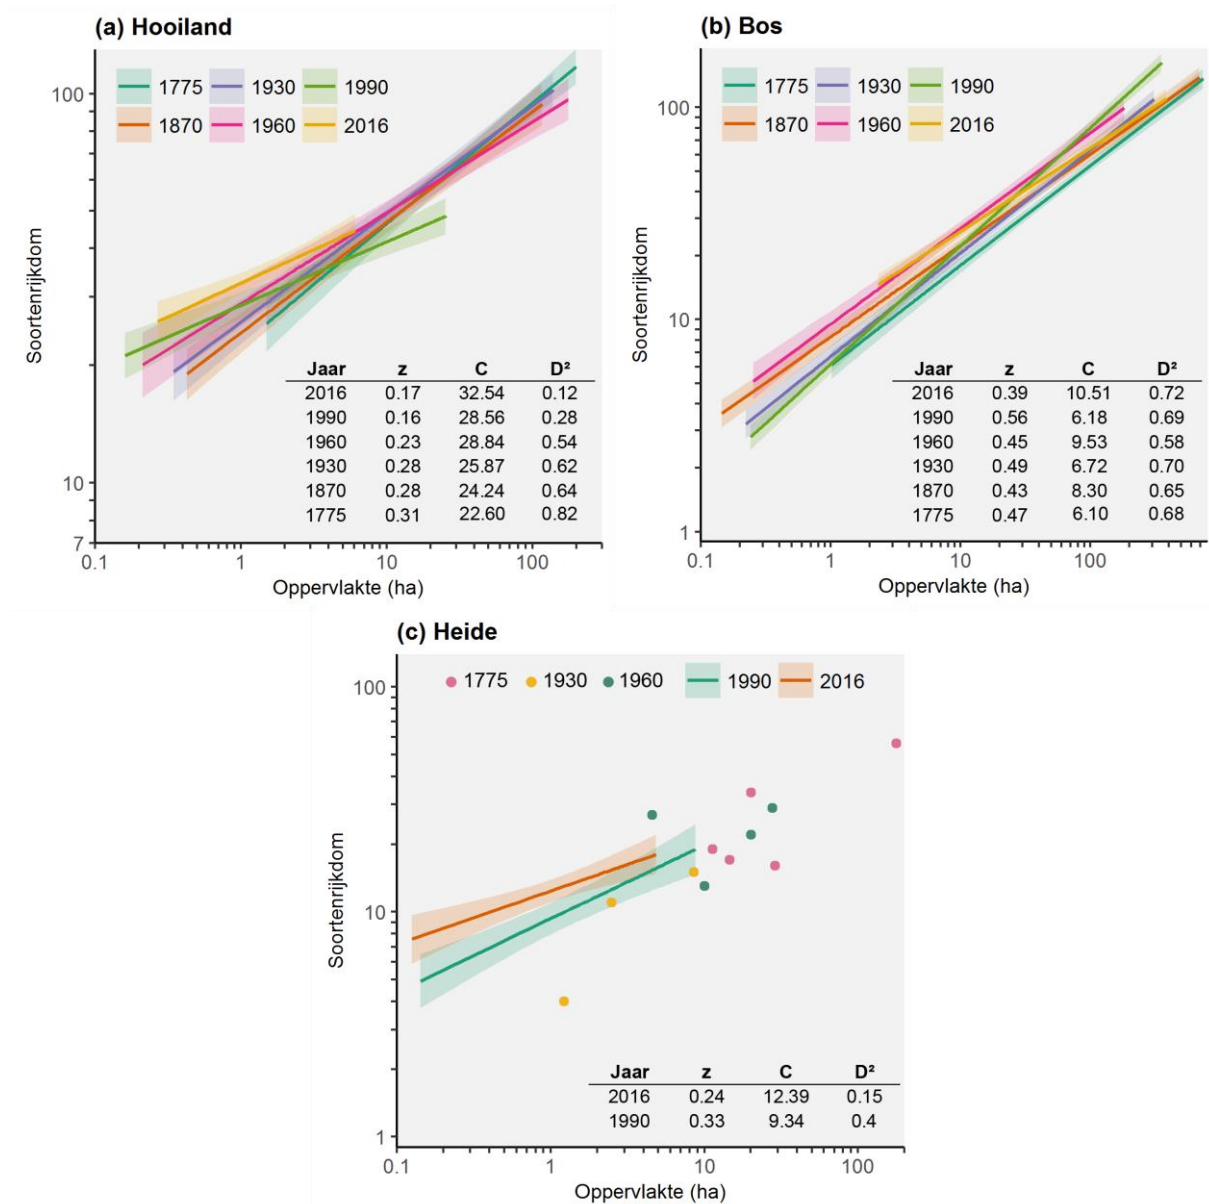 (a) Hooiland
1775 1930 1990
1870 1960 2016
100
10
7
Soortenrijkdom
Jaar z C D²
2016 0.17 32.54 0.12
1990 0.16 28.56 0.28
1960 0.23 28.84 0.54
1930 0.28 25.87 0.62
1870 0.28 24.24 0.64
1775 0.31 22.60 0.82
0.1 1 10 100
Oppervlakte (ha)
(b) Bos
1775 1930 1990
1870 1960 2016
100
10
1
Soortenrijkdom
Jaar z C D²
2016 0.39 10.51 0.72
1990 0.56 6.18 0.69
1960 0.45 9.53 0.58
1930 0.49 6.72 0.70
1870 0.43 8.30 0.65
1775 0.47 6.10 0.68
0.1 1 10 100
Oppervlakte (ha)
(c) Heide
1775 1930 1960 1990 2016
100
10
1
Soortenrijkdom
Jaar z C D²
2016 0.24 12.39 0.15
1990 0.33 9.34 0.4
0.1 1 10 100
Oppervlakte (ha)